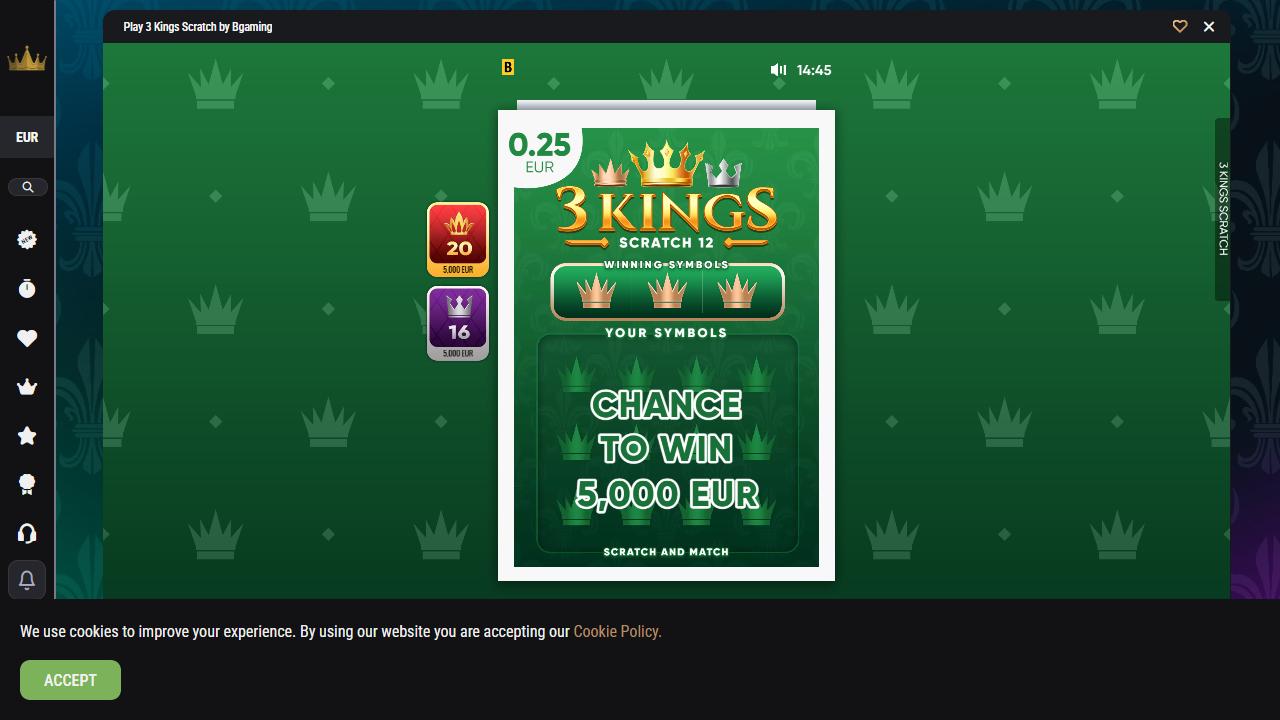 Play 3 Kings Scratch by Bgaming
B
14:45
EUR
NEW
0.25
EUR
3 KINGS
SCRATCH 12
WINNING SYMBOLS
YOUR SYMBOLS
CHANCE
TO WIN
5,000 EUR
SCRATCH AND MATCH
20
5,000 EUR
16
5,000 EUR
3 KINGS SCRATCH
We use cookies to improve your experience. By using our website you are accepting our Cookie Policy.
ACCEPT